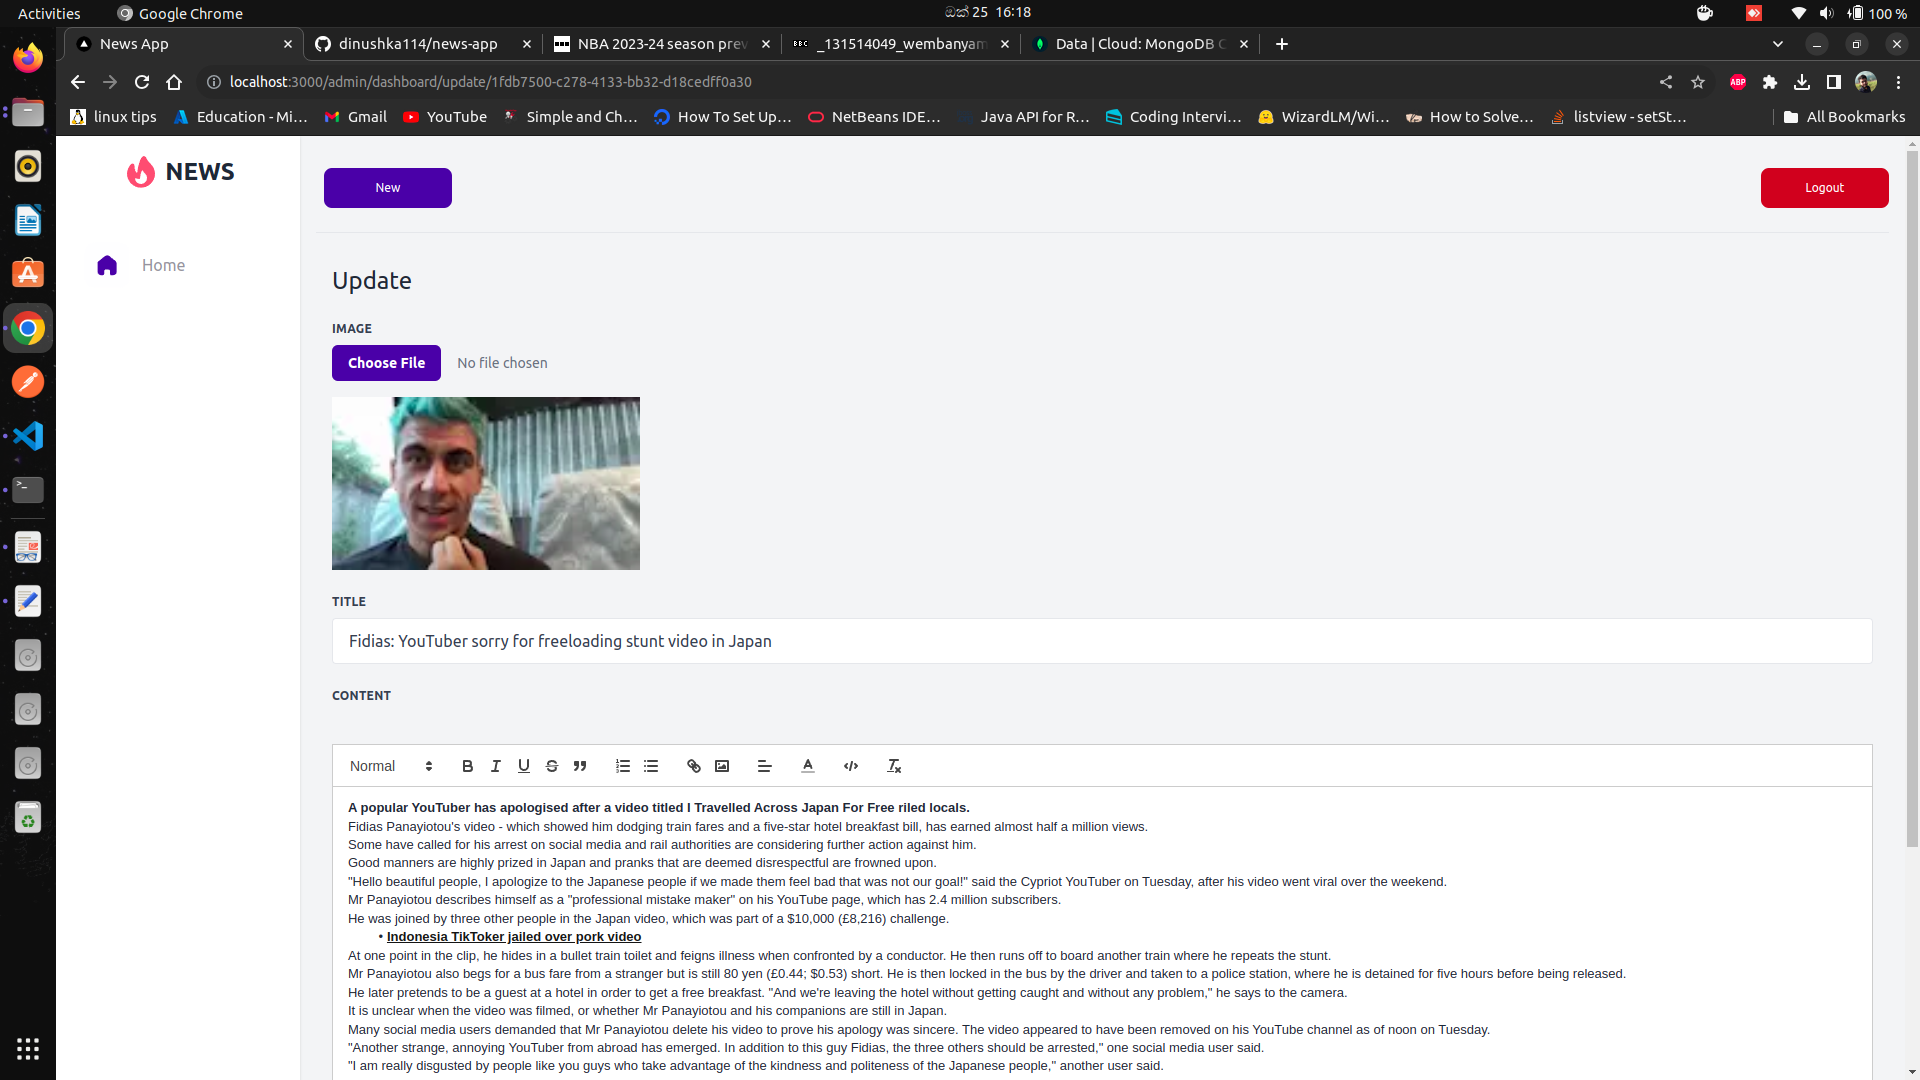 Activities
Google Chrome
ඔක් 25 16:18
100 %
News App
dinushka114/news-app
NBA 2023-24 season prev
BBC
_131514049_wembanyam
Data | Cloud: MongoDB C
localhost:3000/admin/dashboard/update/1fdb7500-c278-4133-bb32-d18cedff0a30
ABP
linux tips
Education - Mi...
Gmail
YouTube
Simple and Ch...
How To Set Up...
NetBeans IDE...
Java API for R...
Coding Intervi...
WizardLM/Wi...
How to Solve...
listview - setSt...
All Bookmarks
NEWS
New
Logout
Home
Update
IMAGE
Choose File
No file chosen
TITLE
Fidias: YouTuber sorry for freeloading stunt video in Japan
CONTENT
Normal
A popular YouTuber has apologised after a video titled I Travelled Across Japan For Free riled locals.
Fidias Panayiotou's video - which showed him dodging train fares and a five-star hotel breakfast bill, has earned almost half a million views.
Some have called for his arrest on social media and rail authorities are considering further action against him.
Good manners are highly prized in Japan and pranks that are deemed disrespectful are frowned upon.
"Hello beautiful people, I apologize to the Japanese people if we made them feel bad that was not our goal!" said the Cypriot YouTuber on Tuesday, after his video went viral over the weekend.
Mr Panayiotou describes himself as a "professional mistake maker" on his YouTube page, which has 2.4 million subscribers.
He was joined by three other people in the Japan video, which was part of a $10,000 (£8,216) challenge.
• Indonesia TikToker jailed over pork video
At one point in the clip, he hides in a bullet train toilet and feigns illness when confronted by a conductor. He then runs off to board another train where he repeats the stunt.
Mr Panayiotou also begs for a bus fare from a stranger but is still 80 yen (£0.44; $0.53) short. He is then locked in the bus by the driver and taken to a police station, where he is detained for five hours before being released.
He later pretends to be a guest at a hotel in order to get a free breakfast. "And we're leaving the hotel without getting caught and without any problem," he says to the camera.
It is unclear when the video was filmed, or whether Mr Panayiotou and his companions are still in Japan.
Many social media users demanded that Mr Panayiotou delete his video to prove his apology was sincere. The video appeared to have been removed on his YouTube channel as of noon on Tuesday.
"Another strange, annoying YouTuber from abroad has emerged. In addition to this guy Fidias, the three others should be arrested," one social media user said.
"I am really disgusted by people like you guys who take advantage of the kindness and politeness of the Japanese people," another user said.